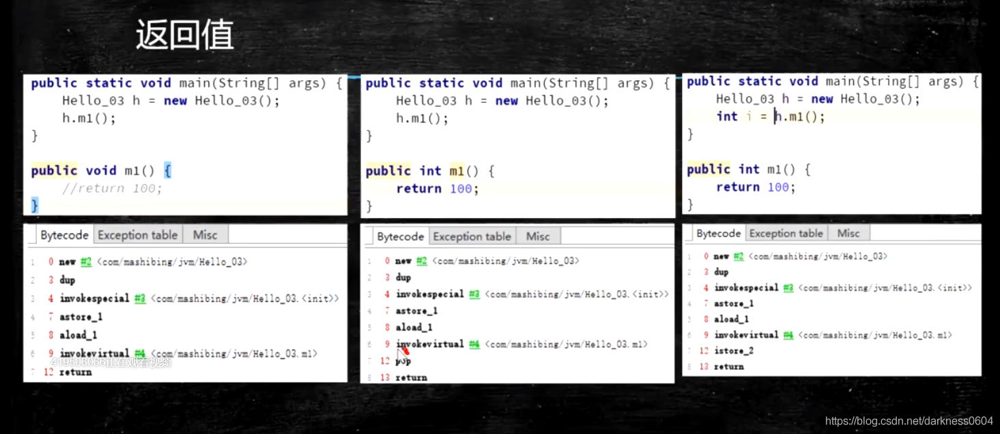 返回值
public static void main(String[] args) {
Hello_03 h = new Hello_03();
h.m1();
}
public void m1() {
//return 100;
}
Bytecode Exception table Misc
1 0 new #2 <com/mashibing/jvm/Hello_03>
2 3 dup
3 4 invokespecial #3 <com/mashibing/jvm/Hello_03.<init>>
4 7 astore_1
5 8 aload_1
6 9 invokevirtual #4 <com/mashibing/jvm/Hello_03.m1>
419506066正在观看视频
7 12 return
public static void main(String[] args) {
Hello_03 h = new Hello_03();
h.m1();
}
public int m1() {
return 100;
}
Bytecode Exception table Misc
1 0 new #2 <com/mashibing/jvm/Hello_03>
2 3 dup
3 4 invokespecial #3 <com/mashibing/jvm/Hello_03.<init>>
4 7 astore_1
5 8 aload_1
6 9 invokevirtual #4 <com/mashibing/jvm/Hello_03.m1>
7 12 pop
8 13 return
public static void main(String[] args) {
Hello_03 h = new Hello_03();
int i = h.m1();
}
public int m1() {
return 100;
}
Bytecode Exception table Misc
1 0 new #2 <com/mashibing/jvm/Hello_03>
2 3 dup
3 4 invokespecial #3 <com/mashibing/jvm/Hello_03.<init>>
4 7 astore_1
5 8 aload_1
6 9 invokevirtual #4 <com/mashibing/jvm/Hello_03.m1>
7 12 istore_2
8 13 return
https://blog.csdn.net/darkness0604